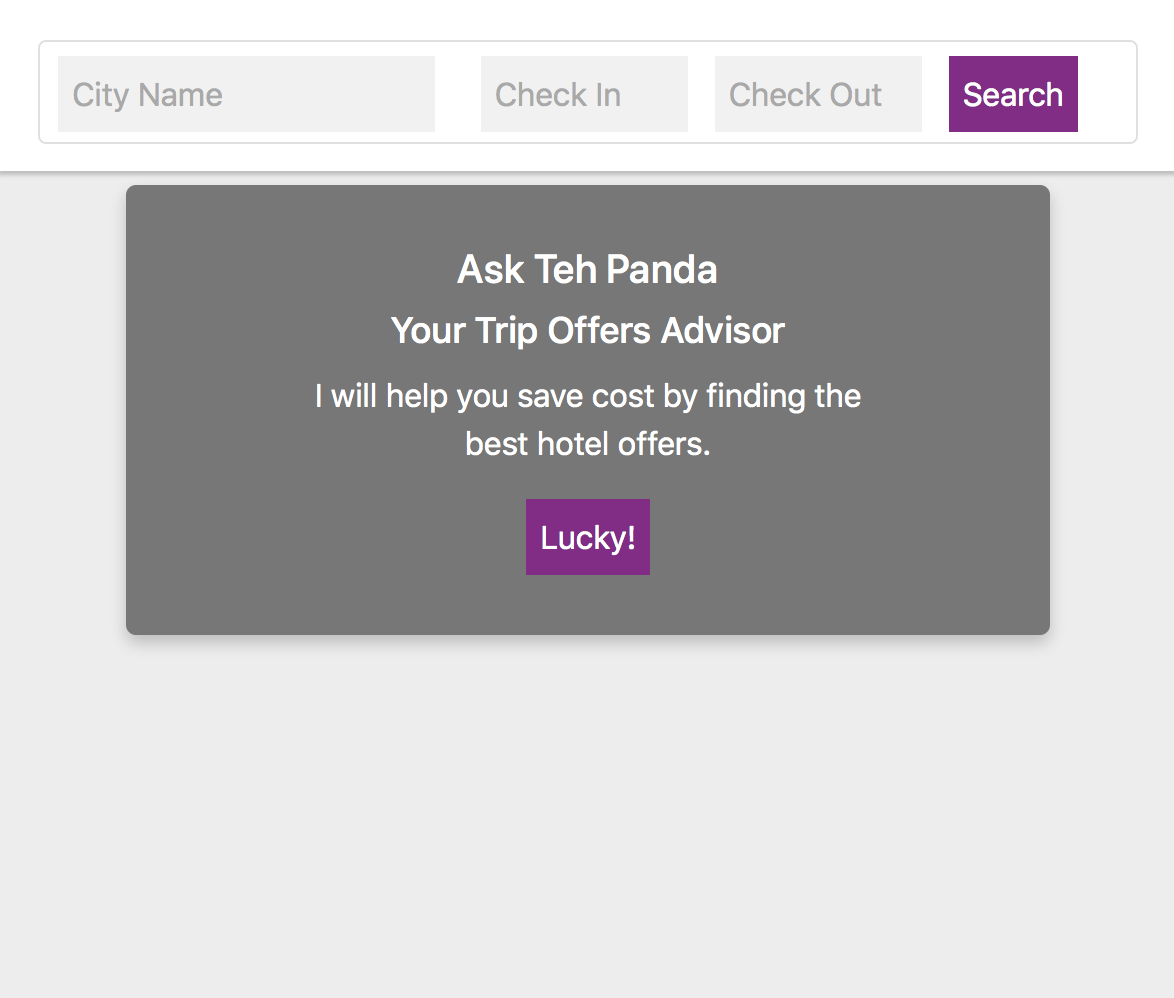 City Name Check In Check Out Search
Ask Teh Panda
Your Trip Offers Advisor
I will help you save cost by finding the
best hotel offers.
Lucky!